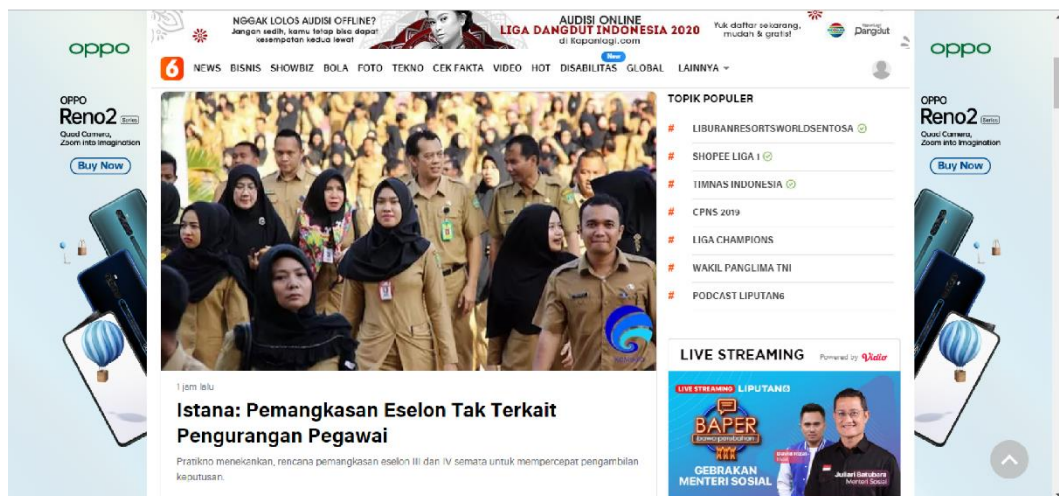 NGGAK LOLOS AUDISI OFFLINE?
Jangan sedih, kamu tetap bisa dapat
kesempatan kedua lewat
AUDISI ONLINE
LIGA DANGDUT INDONESIA 2020
di Kapanlagi.com
Yuk daftar sekarang,
mudah & gratis!
Dangdut
6 NEWS BISNIS SHOWBIZ BOLA FOTO TEKNO CEK FAKTA VIDEO HOT DISABILITAS GLOBAL LAINNYA
New
oppo
OPPO
Reno2 Series
Quad Camera,
Zoom into Imagination
Buy Now
TOPIK POPULER
# LIBURANRESORTSWORLDSENTOSA
# SHOPEE LIGA 1
# TIMNAS INDONESIA
# CPNS 2019
# LIGA CHAMPIONS
# WAKIL PANGLIMA TNI
# PODCAST LIPUTAN6
LIVE STREAMING Powered by Vidio
LIVE STREAMING LIPUTAN6
BAPER
bawa perubahan
GEBRAKAN
MENTERI SOSIAL
Juliari Batubara
Menteri Sosial
1 jam lalu
Istana: Pemangkasan Eselon Tak Terkait
Pengurangan Pegawai
Pratikno menekankan, rencana pemangkasan eselon III dan IV semata untuk mempercepat pengambilan
keputusan.
oppo
OPPO
Reno2 Series
Quad Camera,
Zoom into Imagination
Buy Now